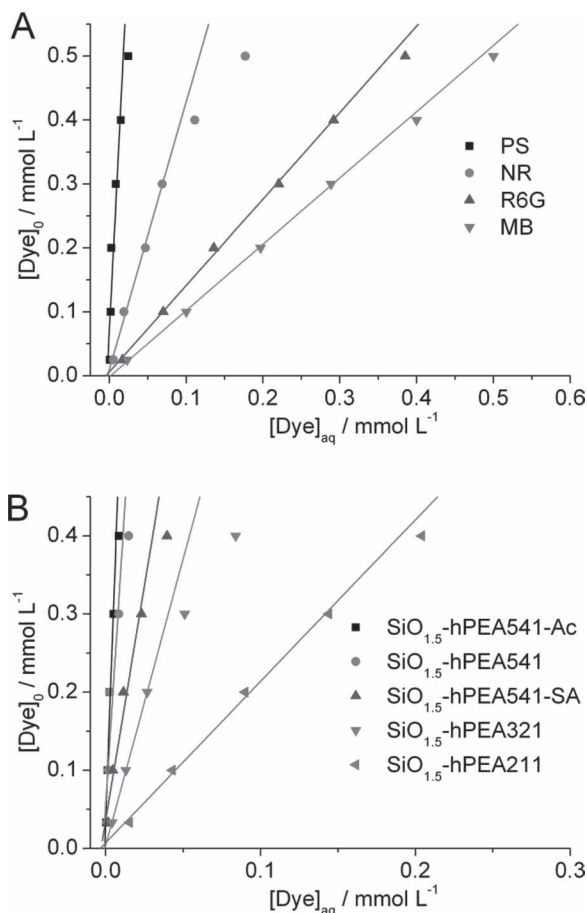 A
0.5
0.4
0.3
0.2
0.1
0.0
[Dye]0 / mmol L-1
PS
NR
R6G
MB
0.0 0.1 0.2 0.3 0.4 0.5 0.6
[Dye]aq / mmol L-1
B
0.4
0.3
0.2
0.1
0.0
[Dye]0 / mmol L-1
SiO1.5-hPEA541-Ac
SiO1.5-hPEA541
SiO1.5-hPEA541-SA
SiO1.5-hPEA321
SiO1.5-hPEA211
0.0 0.1 0.2 0.3
[Dye]aq / mmol L-1